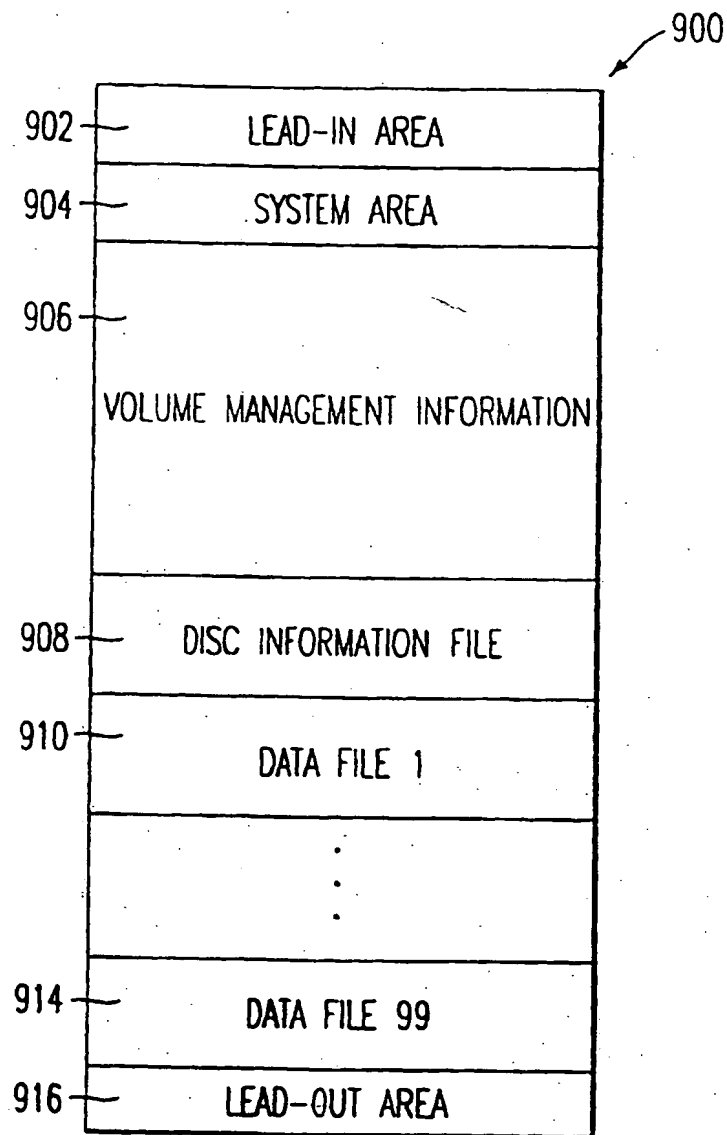 900
902 LEAD-IN AREA
904 SYSTEM AREA
906
VOLUME MANAGEMENT INFORMATION
908 DISC INFORMATION FILE
910
DATA FILE 1
914 DATA FILE 99
916 LEAD-OUT AREA